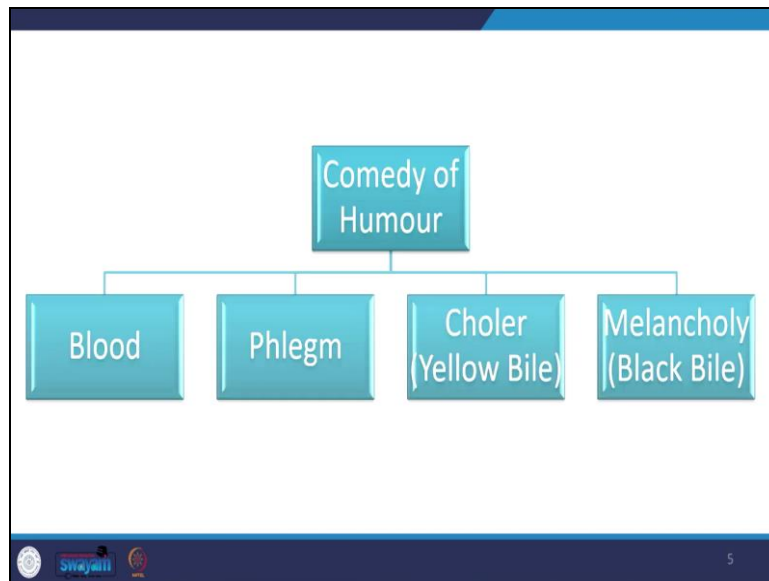 Comedy of
Humour
Blood
Phlegm
Choler
(Yellow Bile)
Melancholy
(Black Bile)
swayam
5